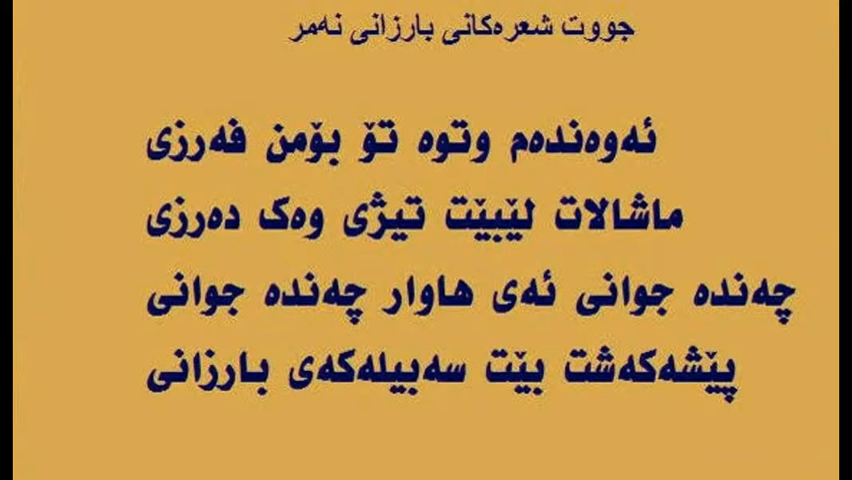 جووت شعرەکانی بارزانی نەمر
ئەوەندەم وتوە تۆ بۆمن فەرزی
ماشالات لێبێت تیژی وەک دەرزی
چەندە جوانی ئەی هاوار چەندە جوانی
پێشەکەشت بێت سەبیلەکەی بارزانی